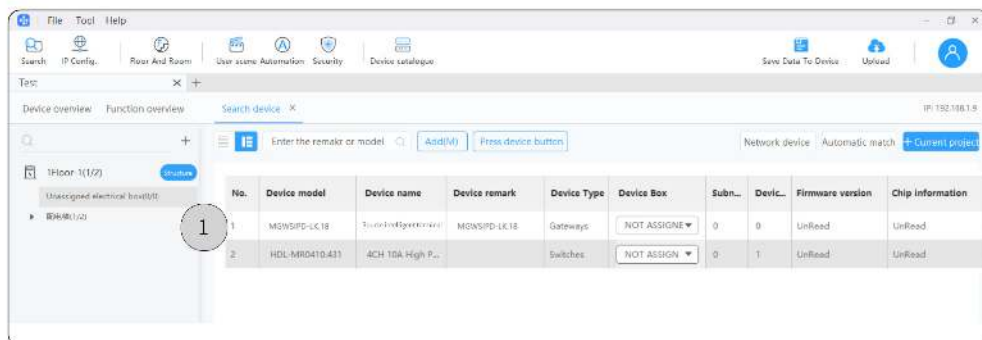 File Tool Help
Search IP Config. Floor And Room User scene Automation Security Device catalogue Save Data To Device Upload
Test × +
Device overview Function overview Search device × IP: 192.168.1.9
Enter the remakr or model Add(M) Press device button Network device Automatic match + Current project
1Floor-1(1/2) Structure
Unassigned electrical box(0/0)
No. Device model Device name Device remark Device Type Device Box Subn... Devic... Firmware version Chip information
1
1 MGWSIPD-LK.18 MGWSIPD-LK.18 Gateways NOT ASSIGNE▼ 0 0 UnRead UnRead
2 HDL-MR0410.431 4CH 10A High P... Switches NOT ASSIGN ▼ 0 1 UnRead UnRead